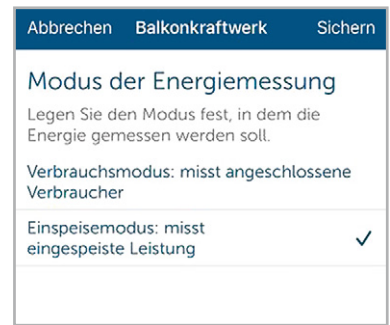 Abbrechen Balkonkraftwerk Sichern
Modus der Energiemessung
Legen Sie den Modus fest, in dem die
Energie gemessen werden soll.
Verbrauchsmodus: misst angeschlossene
Verbraucher
Einspeisemodus: misst
eingespeiste Leistung